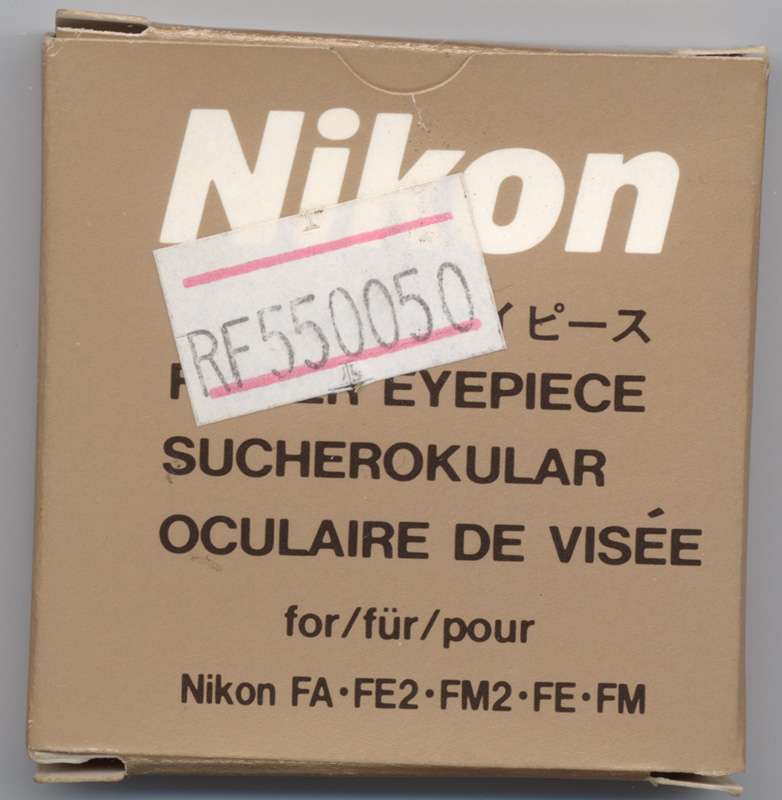 Nikon
RF550050
イピース
EYEPIECE
SUCHEROKULAR
OCULAIRE DE VISÉE
for/für/pour
Nikon FA·FE2·FM2·FE·FM